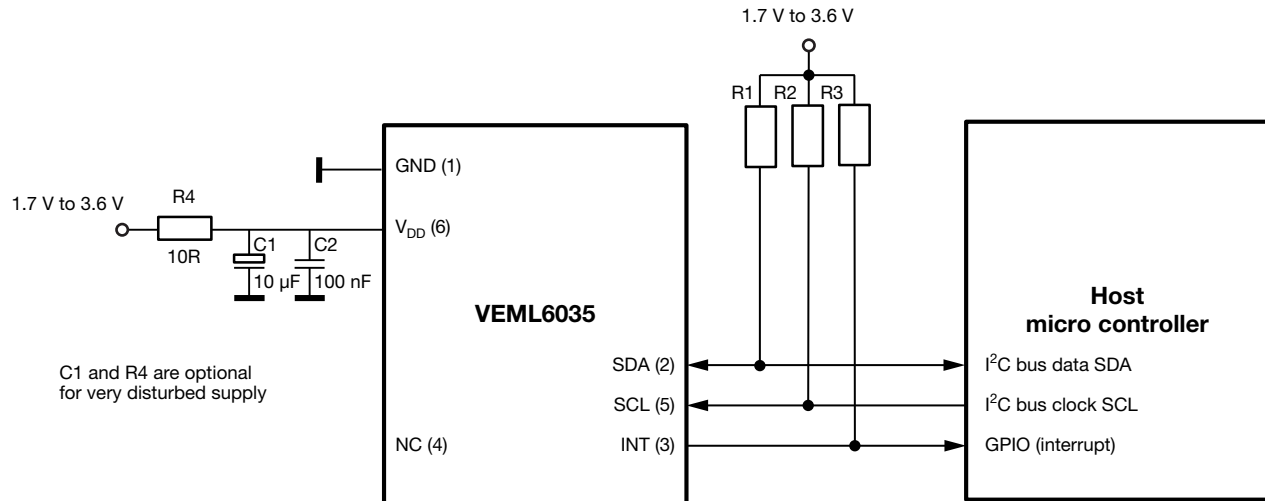 1.7 V to 3.6 V
R1
R2
R3
GND (1)
R4
1.7 V to 3.6 V
V_DD (6)
C1
C2
10R
10 µF
100 nF
VEML6035
Host
micro controller
C1 and R4 are optional
for very disturbed supply
SDA (2)
I²C bus data SDA
SCL (5)
I²C bus clock SCL
NC (4)
INT (3)
GPIO (interrupt)